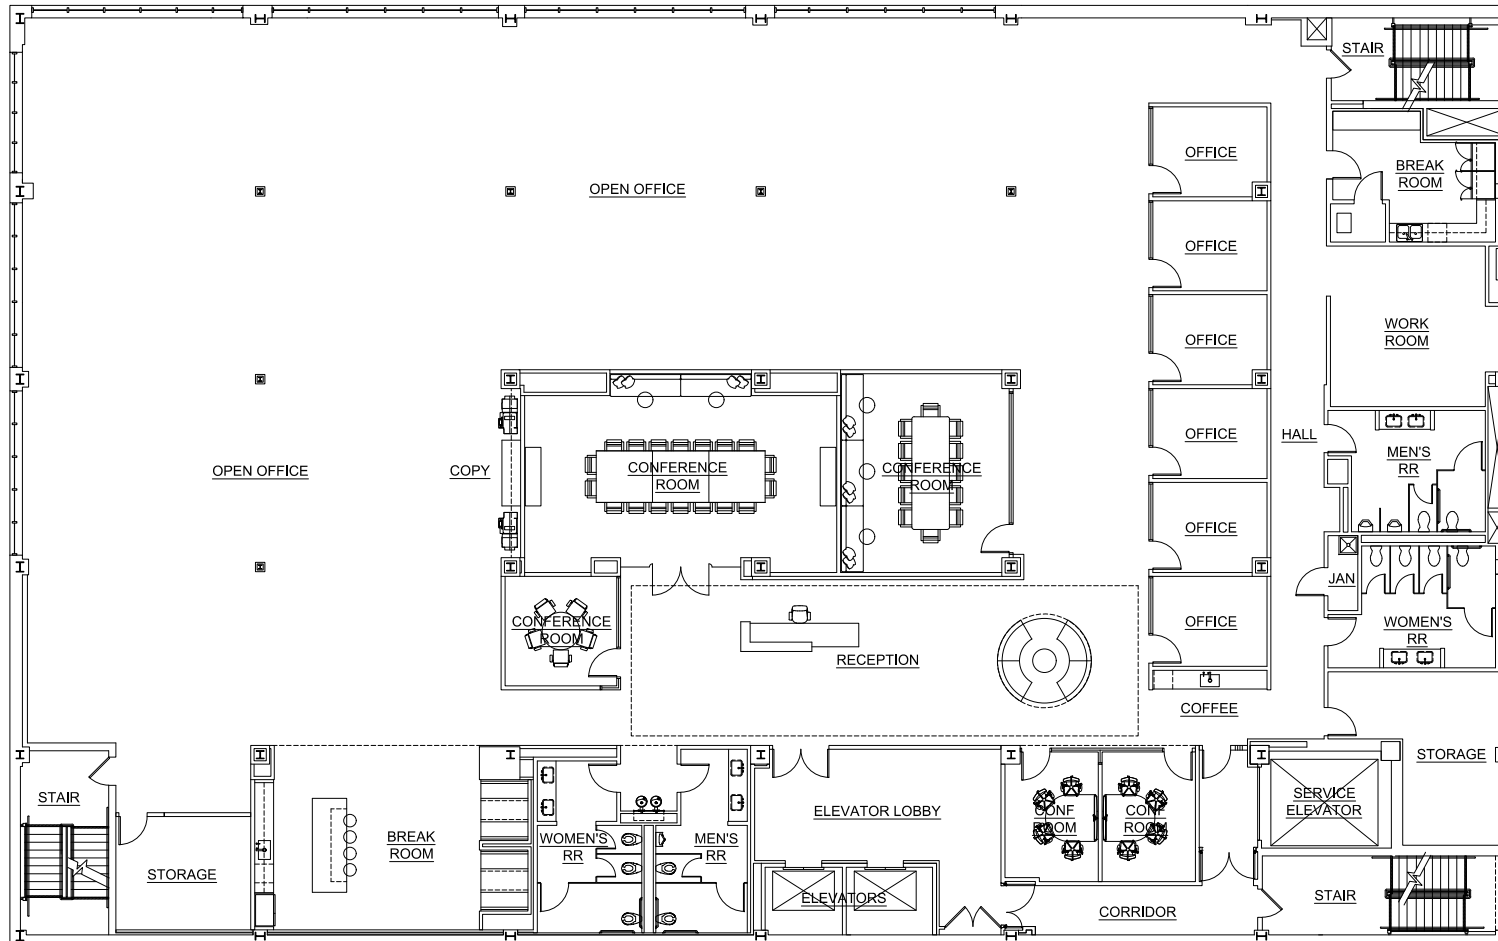 STAIR
OFFICE
BREAK
ROOM
OPEN OFFICE
OFFICE
WORK
ROOM
OFFICE
OFFICE
HALL
MEN'S
RR
OPEN OFFICE
COPY
CONFERENCE
ROOM
CONFERENCE
ROOM
OFFICE
JAN
CONFERENCE
ROOM
OFFICE
WOMEN'S
RR
RECEPTION
COFFEE
STORAGE
STAIR
SERVICE
ELEVATOR
ELEVATOR LOBBY
CONF
ROOM
CONF
ROOM
BREAK
ROOM
WOMEN'S
RR
MEN'S
RR
STORAGE
ELEVATORS
CORRIDOR
STAIR